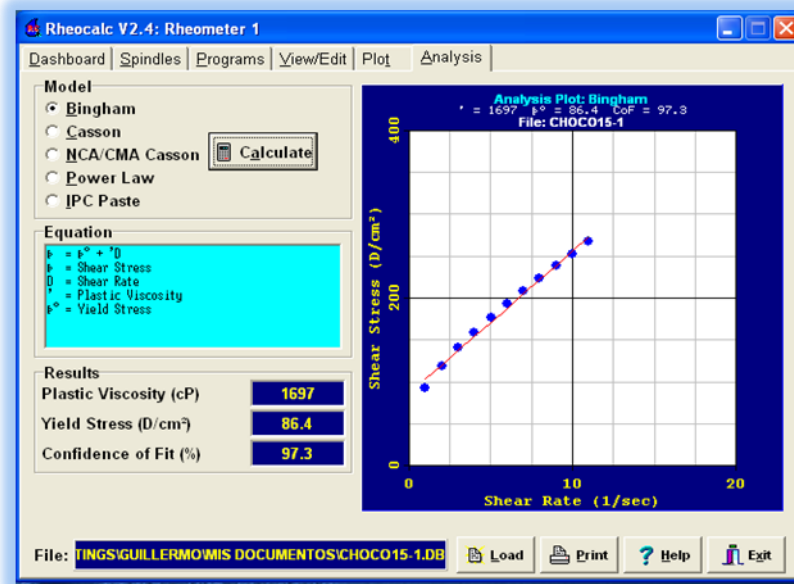 Rheocalc V2.4: Rheometer 1
Dashboard Spindles Programs View/Edit Plot Analysis
Model
Bingham
Casson
NCA/CMA Casson
Power Law
IPC Paste
Calculate
Equation
þ = þ° + 'D
þ = Shear Stress
D = Shear Rate
' = Plastic Viscosity
þ° = Yield Stress
Results
Plastic Viscosity (cP) 1697
Yield Stress (D/cm²) 86.4
Confidence of Fit (%) 97.3
Analysis Plot: Bingham
' = 1697 þ° = 86.4 CoF = 97.3
File: CHOCO15-1
400
200
0
Shear Stress (D/cm²)
0 10 20
Shear Rate (1/sec)
File: TINGS\GUILLERMO\MIS DOCUMENTOS\CHOCO15-1.DB Load Print Help Exit